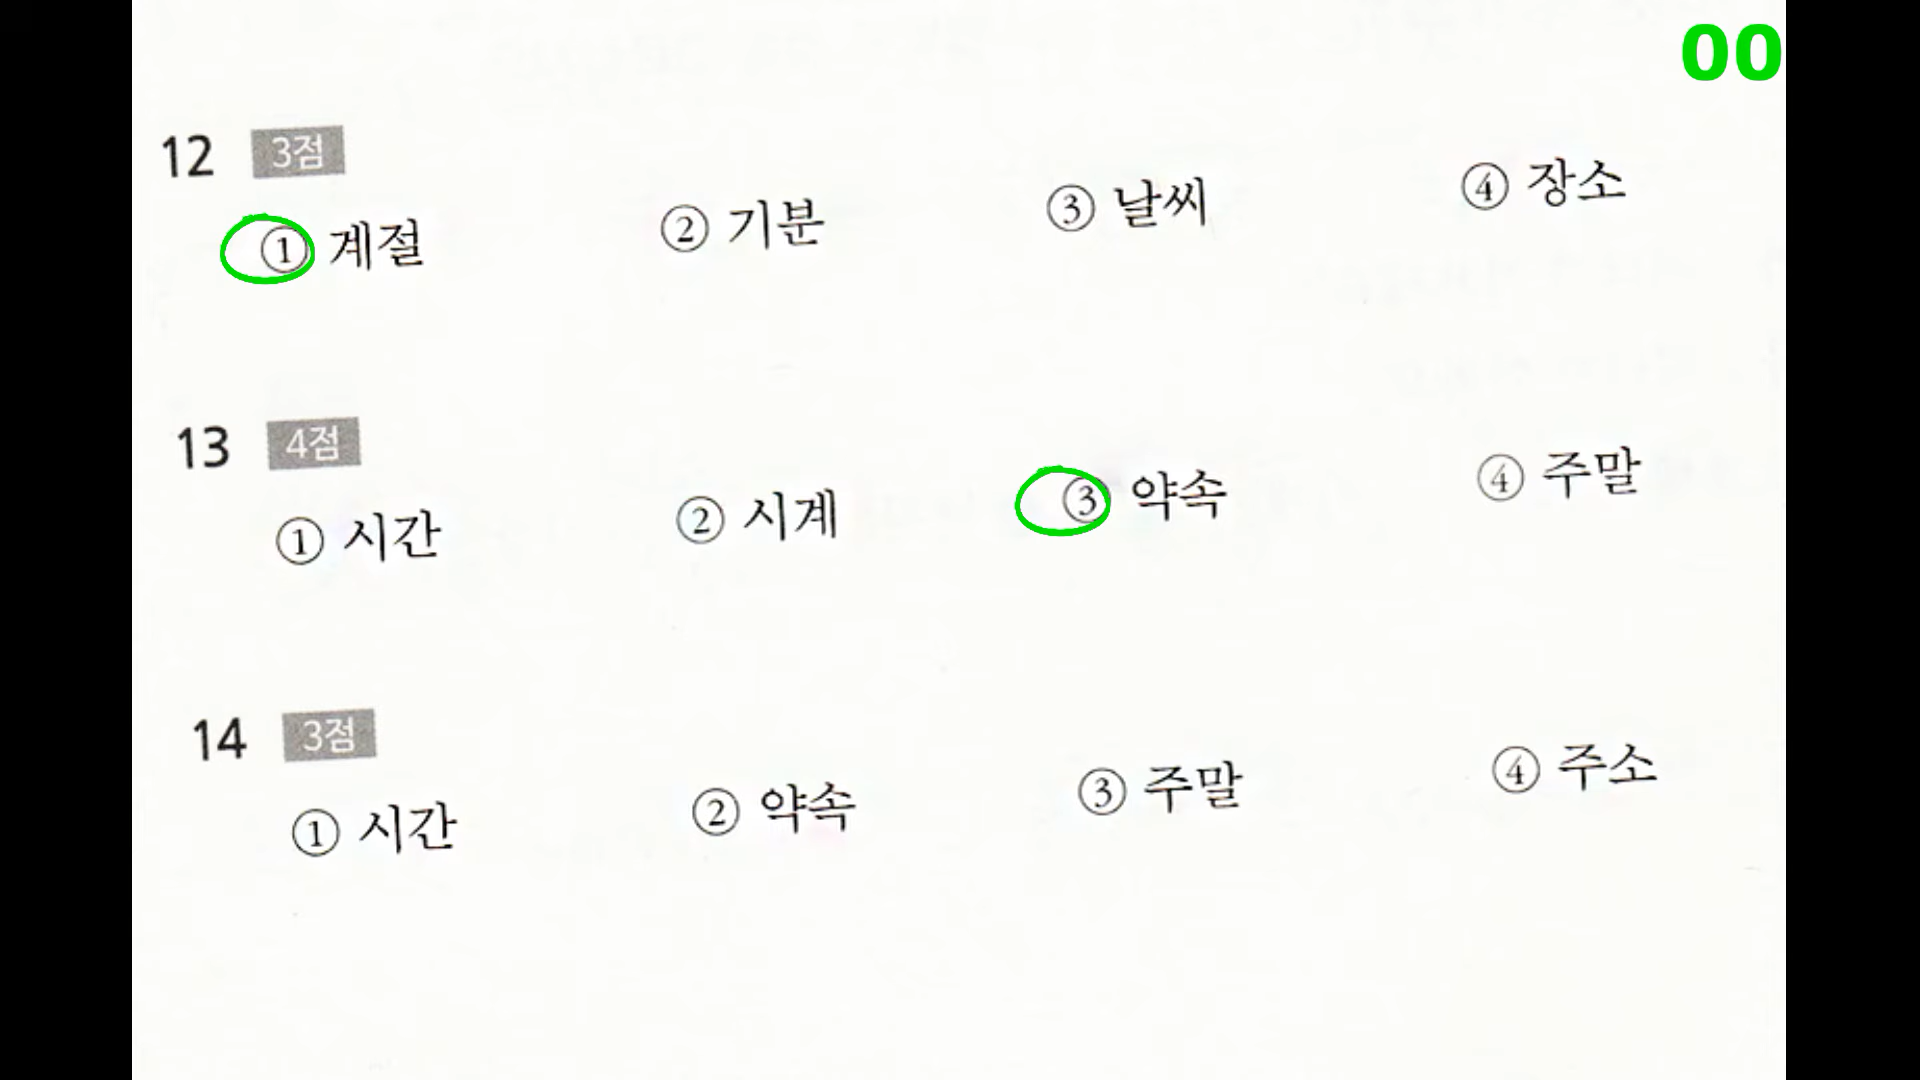 00
12 3점
① 계절 ② 기분 ③ 날씨 ④ 장소
13 4점
① 시간 ② 시계 ③ 약속 ④ 주말
14 3점
① 시간 ② 약속 ③ 주말 ④ 주소